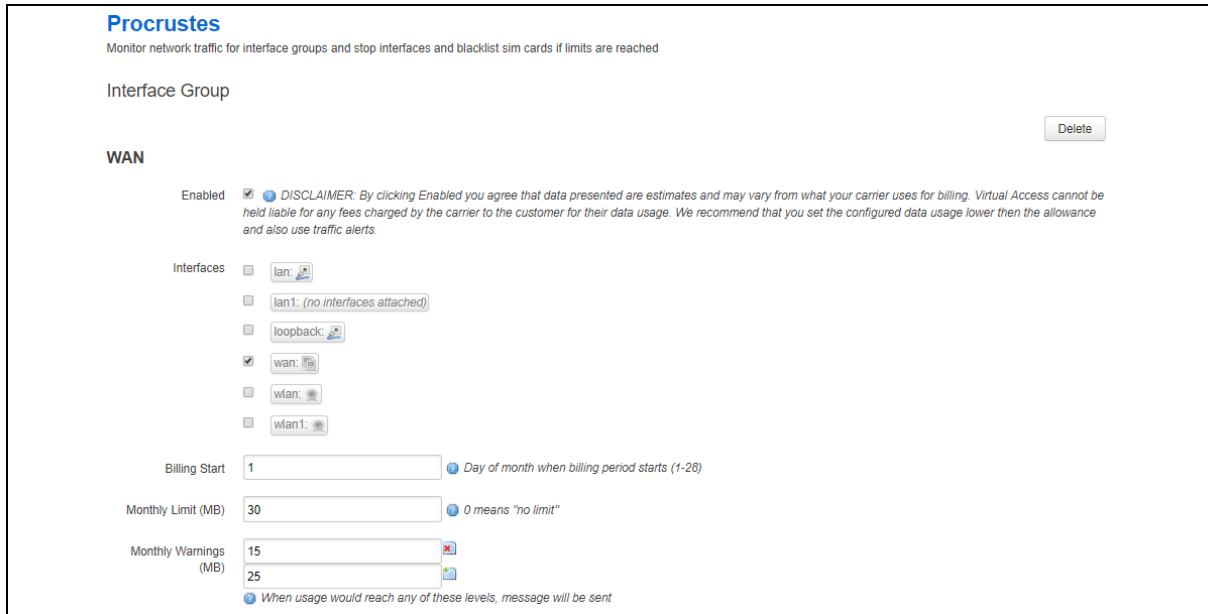 Procrustes
Monitor network traffic for interface groups and stop interfaces and blacklist sim cards if limits are reached
Interface Group
Delete
WAN
Enabled DISCLAIMER: By clicking Enabled you agree that data presented are estimates and may vary from what your carrier uses for billing. Virtual Access cannot be
held liable for any fees charged by the carrier to the customer for their data usage. We recommend that you set the configured data usage lower then the allowance
and also use traffic alerts.
Interfaces lan:
lan1: (no interfaces attached)
loopback:
wan:
wlan:
wlan1:
Billing Start 1 Day of month when billing period starts (1-28)
Monthly Limit (MB) 30 0 means "no limit"
Monthly Warnings 15
(MB) 25
When usage would reach any of these levels, message will be sent